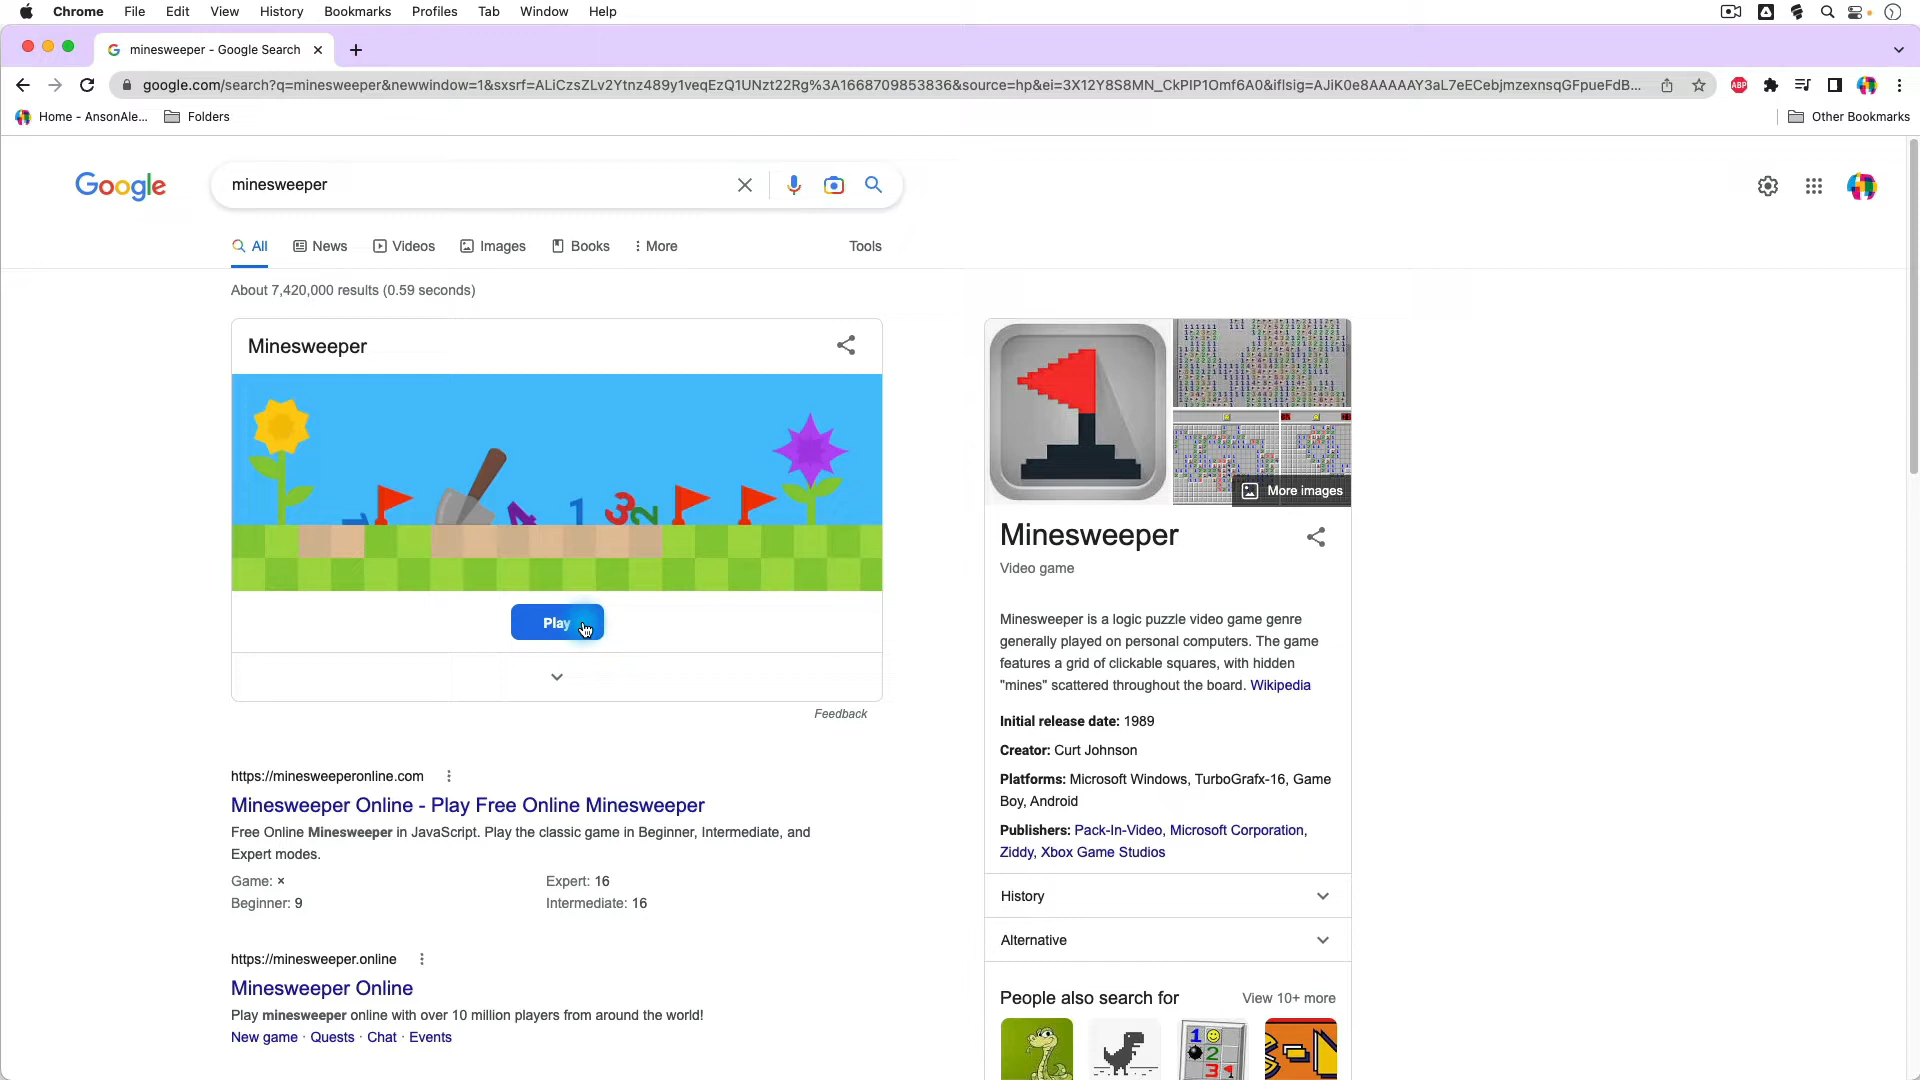 Chrome File Edit View History Bookmarks Profiles Tab Window Help
minesweeper - Google Search
google.com/search?q=minesweeper&newwindow=1&sxsrf=ALiCzsZLv2Ytnz489y1veqEzQ1UNzt22Rg%3A1668709853836&source=hp&ei=3X12Y8S8MN_CkPIP1Omf6A0&iflsig=AJiK0e8AAAAAY3aL7eECebjmzexnsqGFpueFdB...
ABP
Home - AnsonAle... Folders Other Bookmarks
Google
minesweeper
All News Videos Images Books More Tools
About 7,420,000 results (0.59 seconds)
Minesweeper
4 1 3 2
Play
Feedback
https://minesweeperonline.com
Minesweeper Online - Play Free Online Minesweeper
Free Online Minesweeper in JavaScript. Play the classic game in Beginner, Intermediate, and
Expert modes.
Game: × Expert: 16
Beginner: 9 Intermediate: 16
https://minesweeper.online
Minesweeper Online
Play minesweeper online with over 10 million players from around the world!
New game · Quests · Chat · Events
More images
Minesweeper
Video game
Minesweeper is a logic puzzle video game genre
generally played on personal computers. The game
features a grid of clickable squares, with hidden
"mines" scattered throughout the board. Wikipedia
Initial release date: 1989
Creator: Curt Johnson
Platforms: Microsoft Windows, TurboGrafx-16, Game
Boy, Android
Publishers: Pack-In-Video, Microsoft Corporation,
Ziddy, Xbox Game Studios
History
Alternative
People also search for View 10+ more
1
2
3